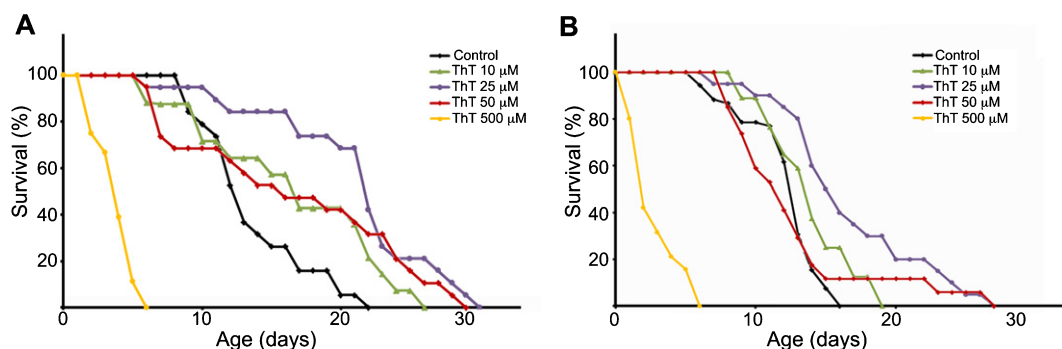 A
Survival (%)
100
80
60
40
20
0
10
20
30
Age (days)
Control
ThT 10 μM
ThT 25 μM
ThT 50 μM
ThT 500 μM
B
Survival (%)
100
80
60
40
20
0
10
20
30
Age (days)
Control
ThT 10 μM
ThT 25 μM
ThT 50 μM
ThT 500 μM